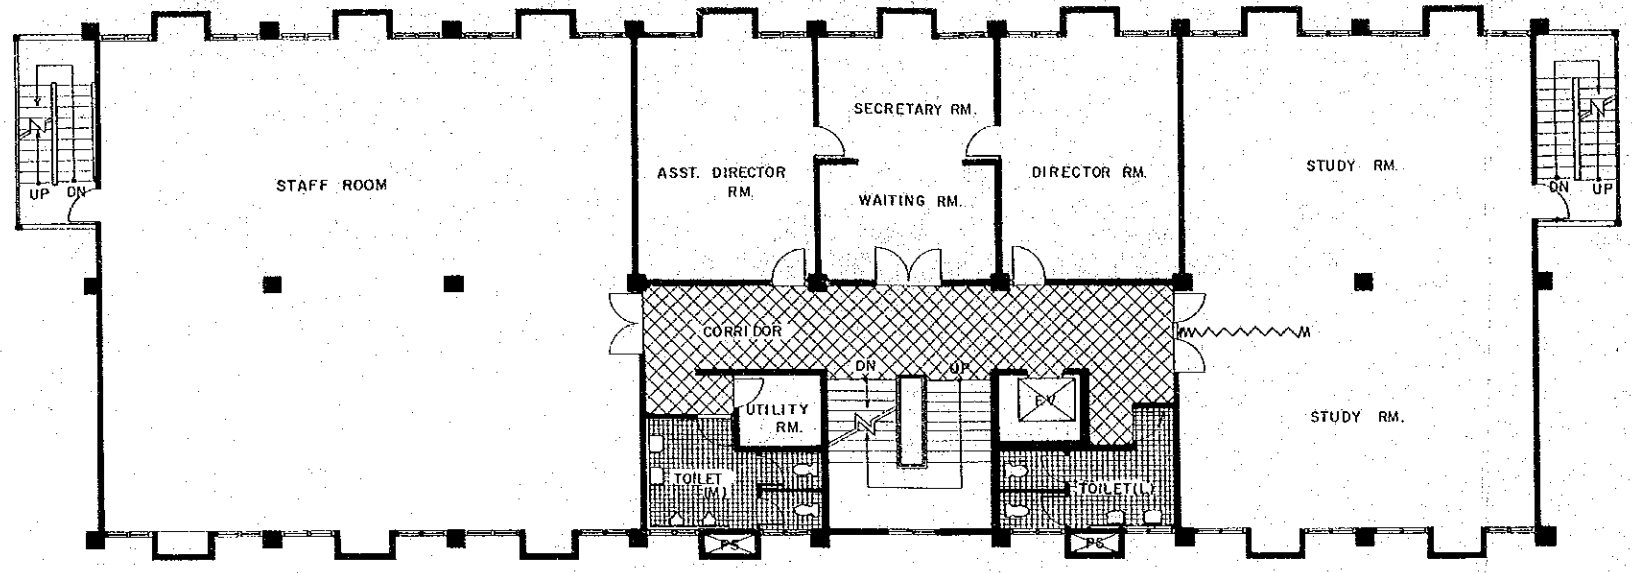 SECRETARY RM.
ASST. DIRECTOR
RM.
DIRECTOR RM.
STUDY RM.
STAFF ROOM
UP DN
DN UP
WAITING RM.
CORRIDOR
DN
UP
UTILITY
RM.
EV
STUDY RM.
TOILET
(M)
TOILET(L)
PS
PS